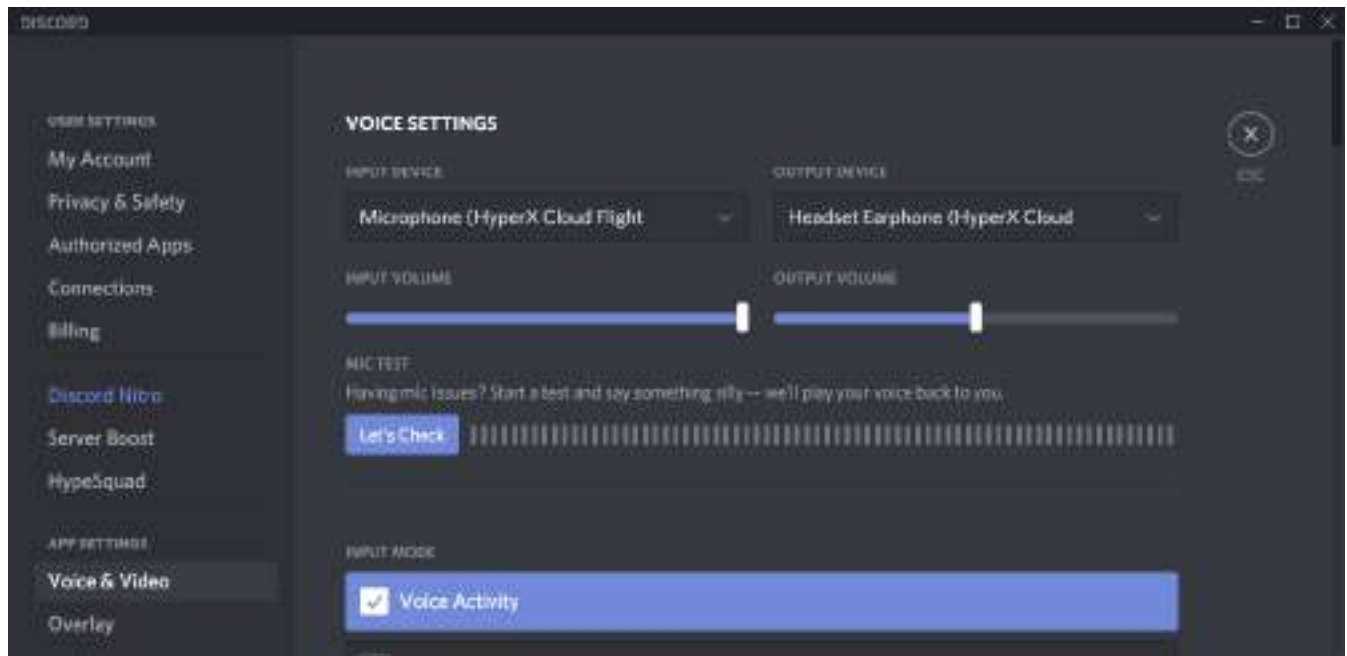 DISCORD
USER SETTINGS
My Account
Privacy & Safety
Authorized Apps
Connections
Billing
Discord Nitro
Server Boost
HypeSquad
APP SETTINGS
Voice & Video
Overlay
VOICE SETTINGS
INPUT DEVICE
Microphone (HyperX Cloud Flight
OUTPUT DEVICE
Headset Earphone (HyperX Cloud
INPUT VOLUME
OUTPUT VOLUME
MIC TEST
Having mic issues? Start a test and say something silly -- we'll play your voice back to you.
Let's Check
INPUT MODE
Voice Activity
ESC